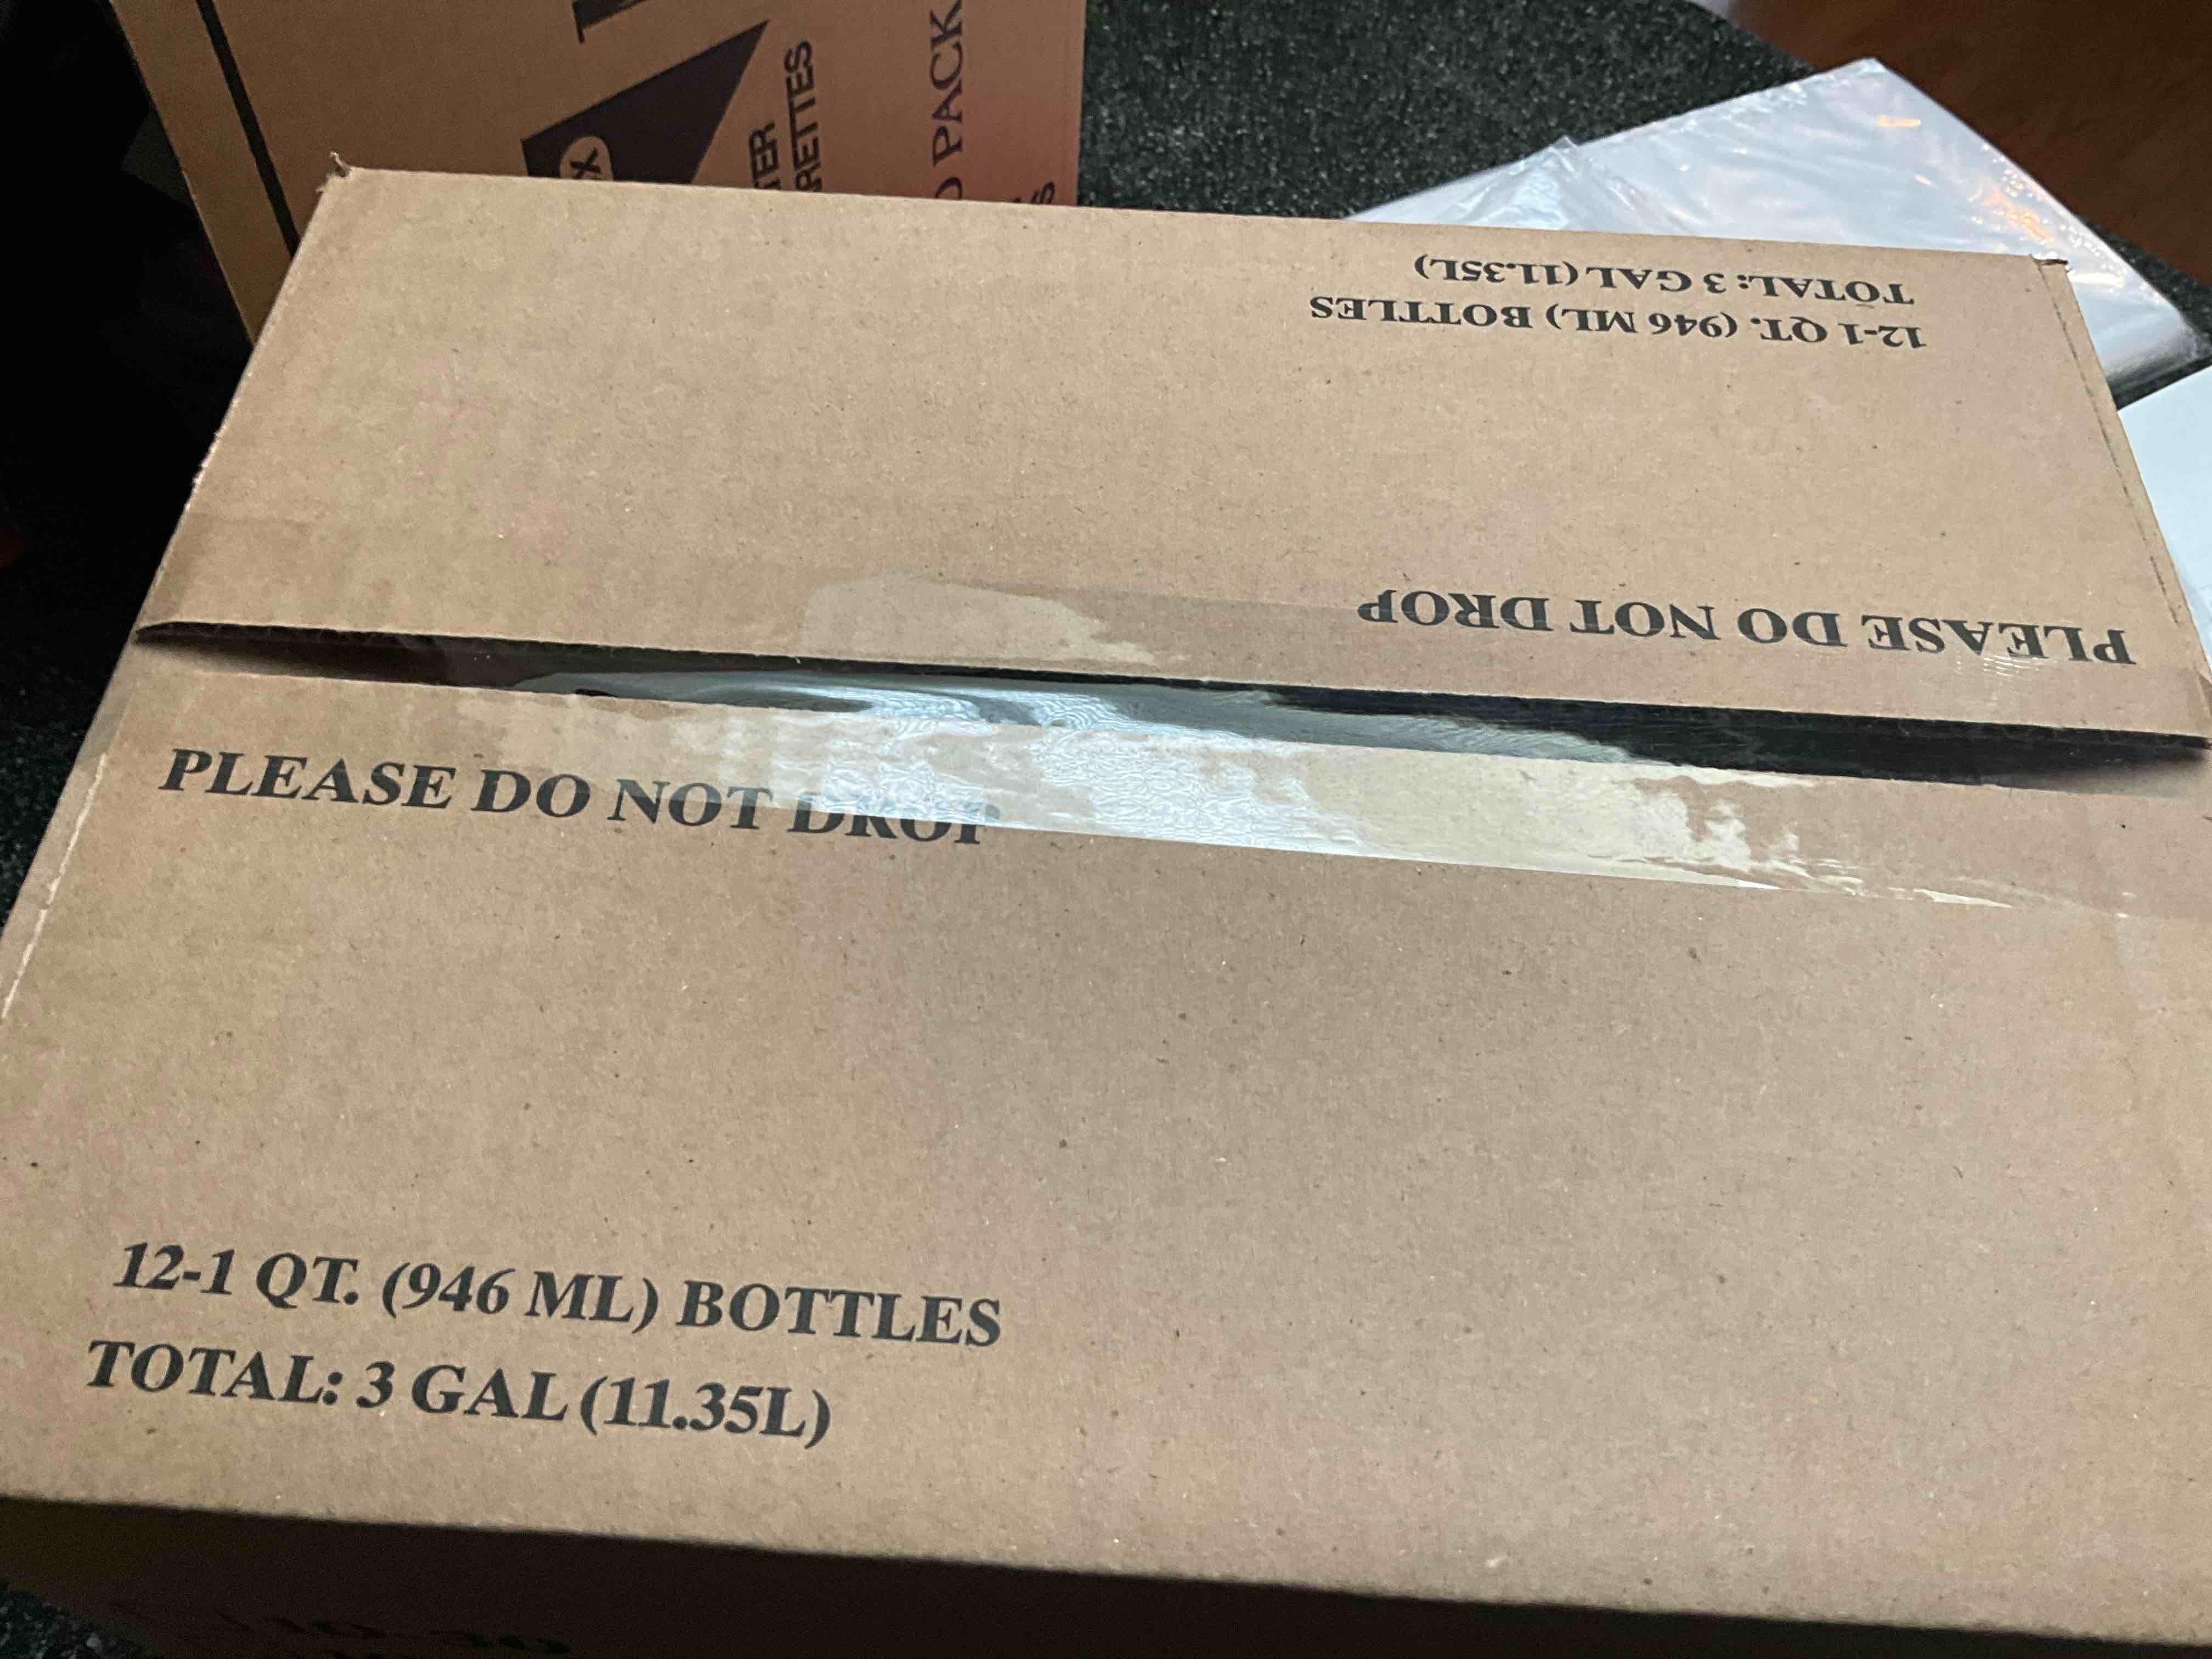 PACK
12-1 QT. (946 ML) BOTTLES
TOTAL: 3 GAL (11.35L)
PLEASE DO NOT DROP
PLEASE DO NOT DROP
12-1 QT. (946 ML) BOTTLES
TOTAL: 3 GAL (11.35L)